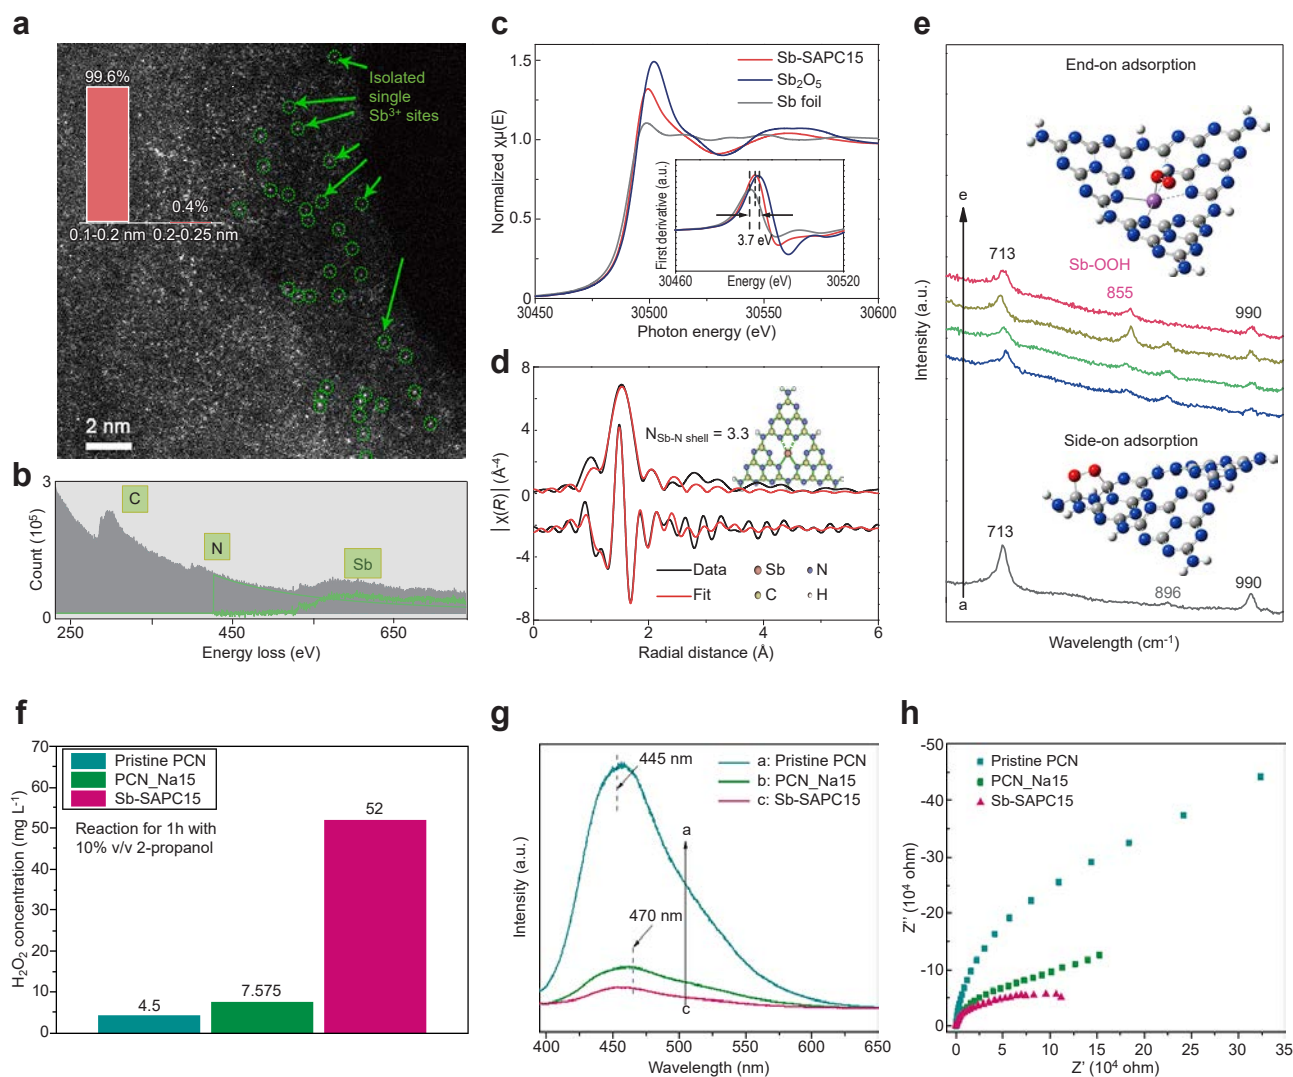 a
99.6%
0.4%
0.1-0.2 nm
0.2-0.25 nm
Isolated
single
Sb³⁺ sites
2 nm
b
3
0
Count (10⁵)
C
N
Sb
250
450
650
Energy loss (eV)
c
1.5
1.0
0.5
0
Normalized χμ(E)
Sb-SAPC15
Sb₂O₅
Sb foil
First derivative (a.u.)
3.7 eV
30460
30520
Energy (eV)
30450
30500
30550
30600
Photon energy (eV)
d
8
4
0
-4
-8
|χ(R)| (Å⁻⁴)
N Sb-N shell = 3.3
Data
Fit
Sb
N
C
H
0
2
4
6
Radial distance (Å)
e
End-on adsorption
e
713
Sb-OOH
855
990
Intensity (a.u.)
Side-on adsorption
713
896
990
a
Wavelength (cm⁻¹)
f
70
60
50
40
30
20
10
0
H₂O₂ concentration (mg L⁻¹)
Pristine PCN
PCN_Na15
Sb-SAPC15
Reaction for 1h with
10% v/v 2-propanol
4.5
7.575
52
g
445 nm
470 nm
a: Pristine PCN
b: PCN_Na15
c: Sb-SAPC15
a
c
Intensity (a.u.)
400
450
500
550
600
650
Wavelength (nm)
h
-50
-40
-30
-20
-10
0
Z'' (10⁴ ohm)
Pristine PCN
PCN_Na15
Sb-SAPC15
0
5
10
15
20
25
30
35
Z' (10⁴ ohm)